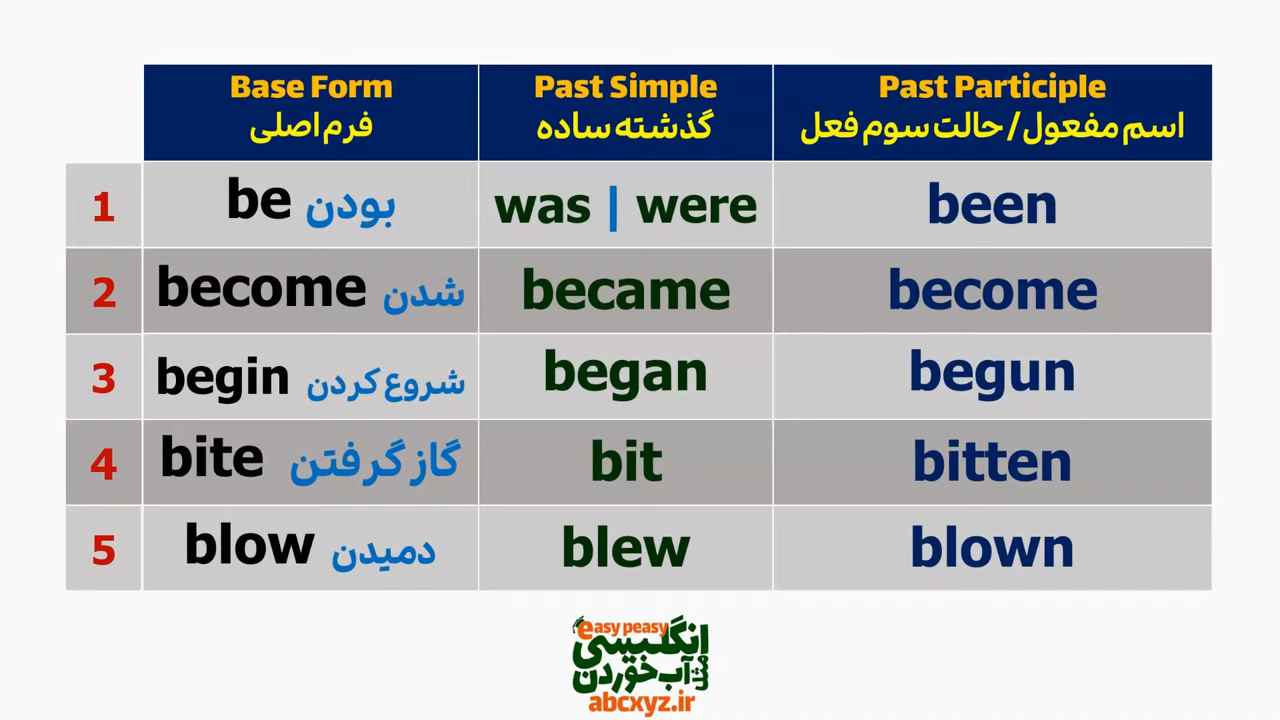 Base Form Past Simple Past Participle
فرم اصلی گذشته ساده اسم مفعول / حالت سوم فعل
1 be بودن was | were been
2 become شدن became become
3 begin شروع کردن began begun
4 bite گاز گرفتن bit bitten
5 blow دمیدن blew blown
easy peasy
انگلیسی
مثل آب خوردن
abcxyz.ir